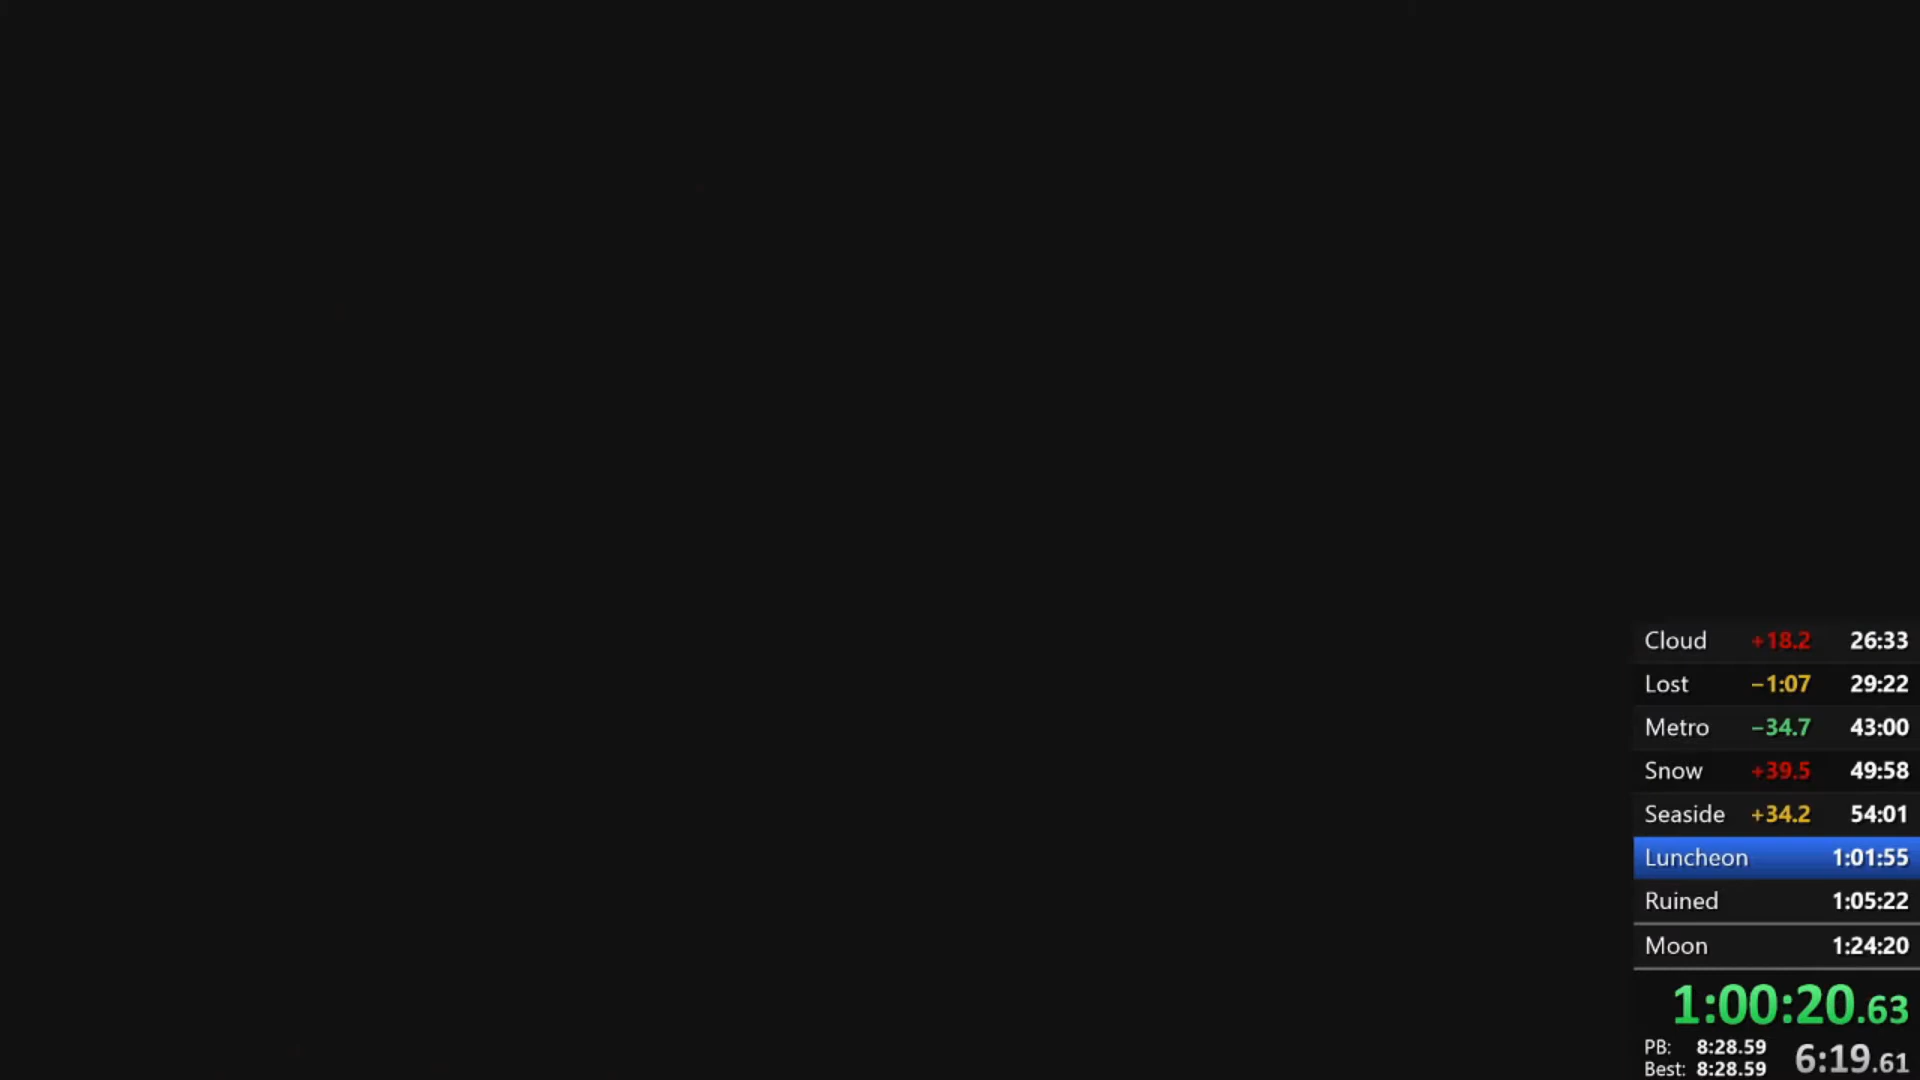 Cloud +18.2 26:33
Lost −1:07 29:22
Metro −34.7 43:00
Snow +39.5 49:58
Seaside +34.2 54:01
Luncheon 1:01:55
Ruined 1:05:22
Moon 1:24:20
1:00:20.63
PB: 8:28.59
Best: 8:28.59
6:19.61